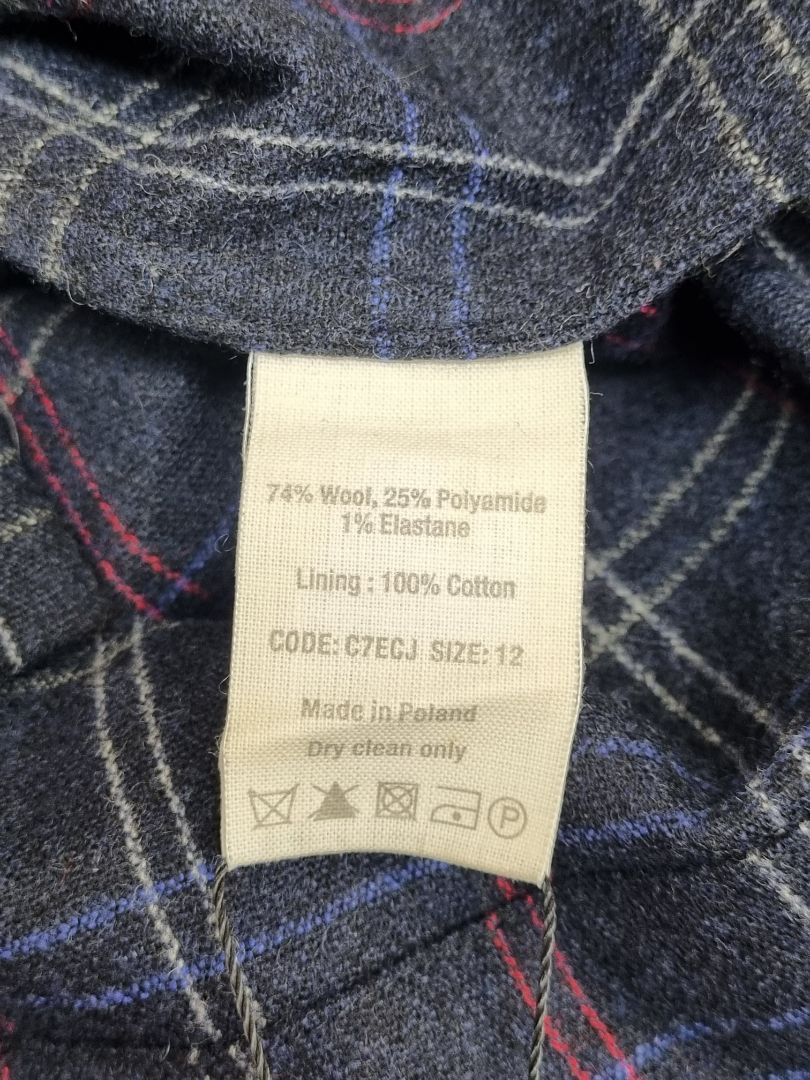 74% Wool, 25% Polyamide
1% Elastane
Lining : 100% Cotton
CODE: C7ECJ SIZE: 12
Made in Poland
Dry clean only
P